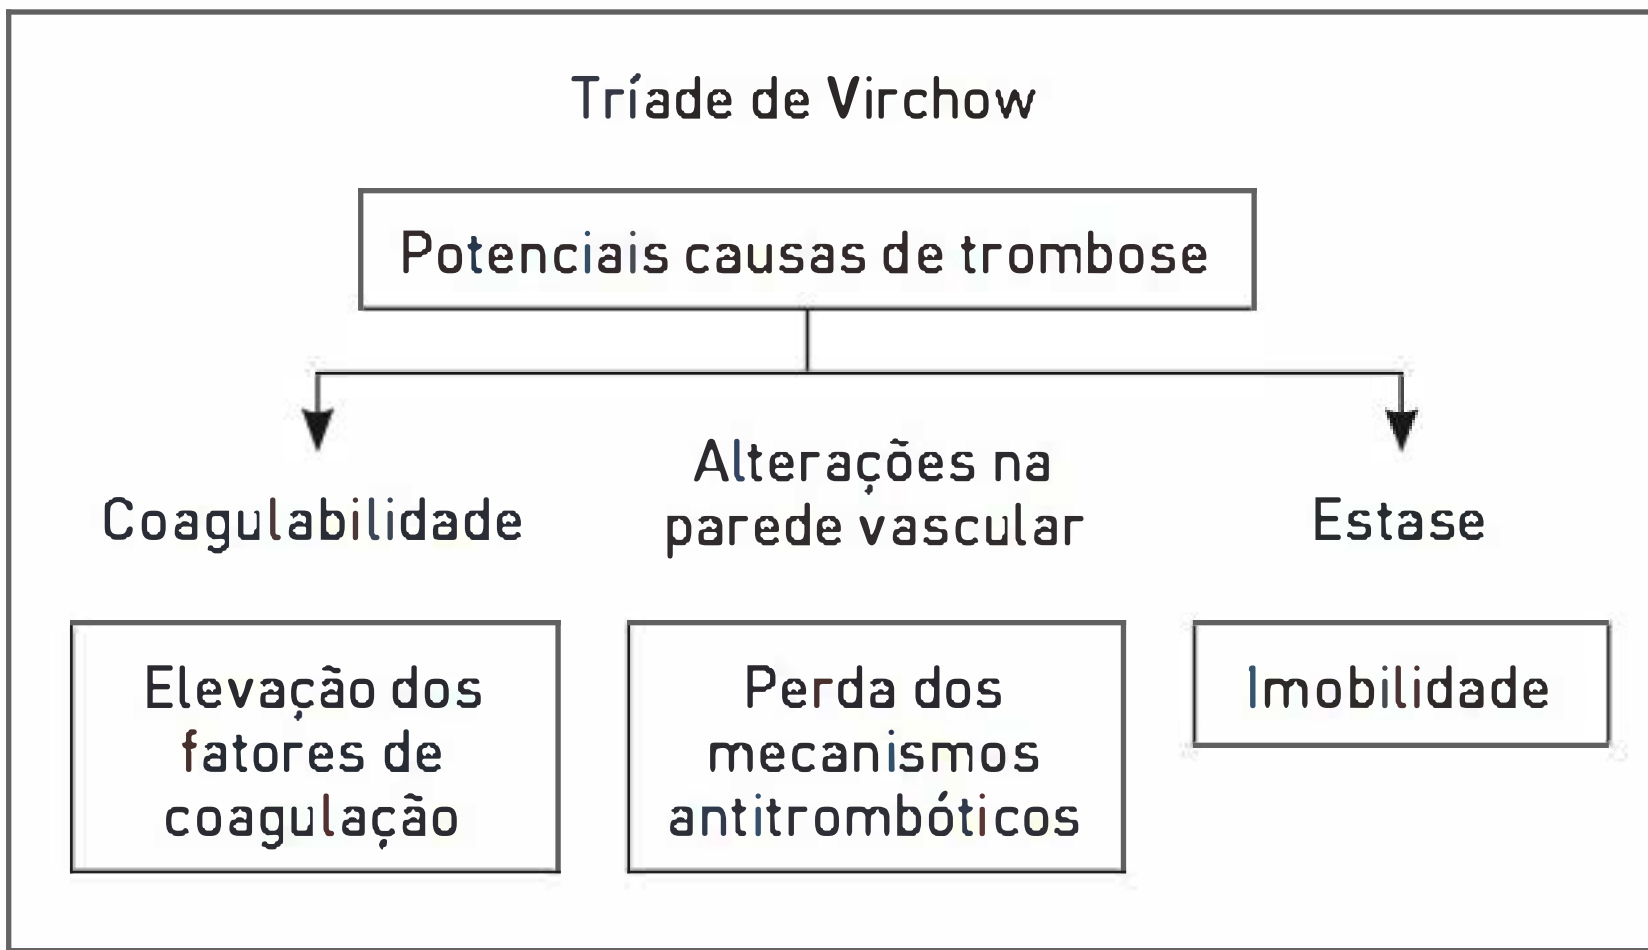 Tríade de Virchow
Potenciais causas de trombose
Coagulabilidade
Alterações na
parede vascular
Estase
Elevação dos
fatores de
coagulação
Perda dos
mecanismos
antitrombóticos
Imobilidade